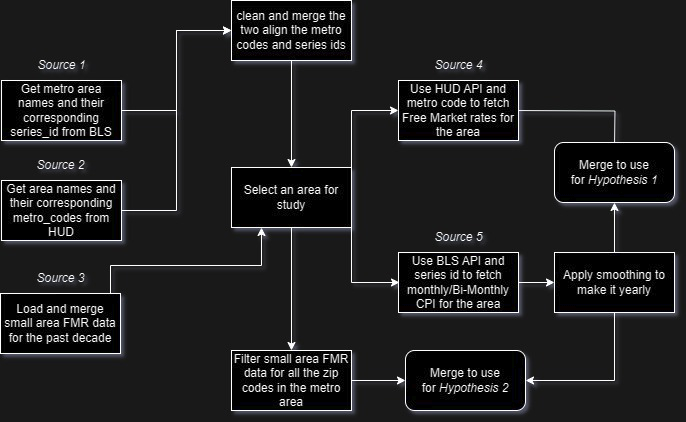 clean and merge the
two align the metro
codes and series ids
Source 1
Get metro area
names and their
corresponding
series_id from BLS
Source 2
Get area names and
their corresponding
metro_codes from
HUD
Source 3
Load and merge
small area FMR data
for the past decade
Select an area for
study
Source 4
Use HUD API and
metro code to fetch
Free Market rates for
the area
Merge to use
for Hypothesis 1
Source 5
Use BLS API and
series id to fetch
monthly/Bi-Monthly
CPI for the area
Apply smoothing to
make it yearly
Filter small area FMR
data for all the zip
codes in the metro
area
Merge to use
for Hypothesis 2